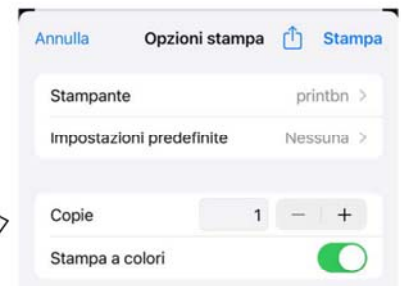 Annulla Opzioni stampa Stampa
Stampante printbn >
Impostazioni predefinite Nessuna >
Copie 1 − +
Stampa a colori